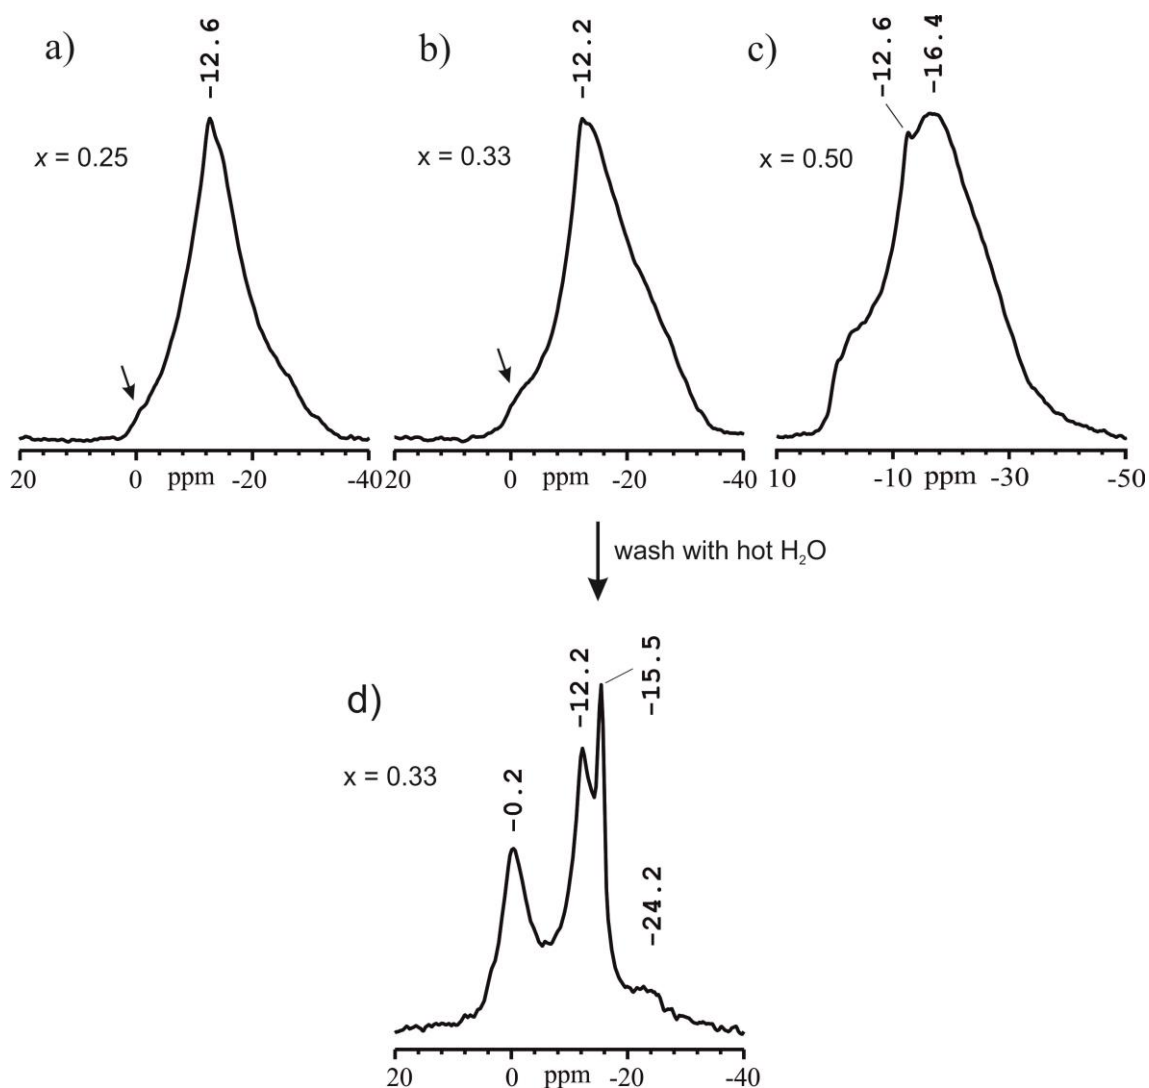 a)
-12.6
x = 0.25
20 0 ppm -20 -40
b)
-12.2
x = 0.33
20 0 ppm -20 -40
c)
-12.6
-16.4
x = 0.50
10 -10 ppm -30 -50
wash with hot H₂O
d)
x = 0.33
-0.2
-12.2
-15.5
-24.2
20 0 ppm -20 -40